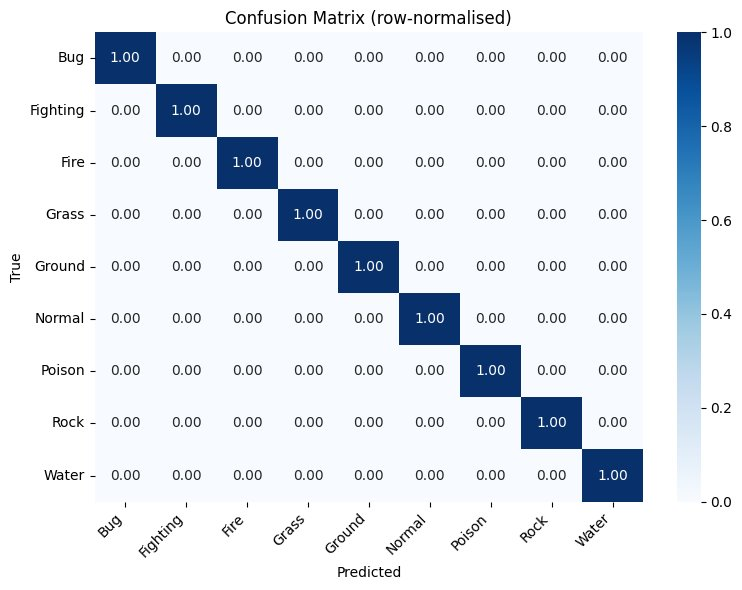 Confusion Matrix (row-normalised)
Bug 1.00 0.00 0.00 0.00 0.00 0.00 0.00 0.00 0.00
Fighting 0.00 1.00 0.00 0.00 0.00 0.00 0.00 0.00 0.00
Fire 0.00 0.00 1.00 0.00 0.00 0.00 0.00 0.00 0.00
Grass 0.00 0.00 0.00 1.00 0.00 0.00 0.00 0.00 0.00
Ground 0.00 0.00 0.00 0.00 1.00 0.00 0.00 0.00 0.00
Normal 0.00 0.00 0.00 0.00 0.00 1.00 0.00 0.00 0.00
Poison 0.00 0.00 0.00 0.00 0.00 0.00 1.00 0.00 0.00
Rock 0.00 0.00 0.00 0.00 0.00 0.00 0.00 1.00 0.00
Water 0.00 0.00 0.00 0.00 0.00 0.00 0.00 0.00 1.00
True
Bug Fighting Fire Grass Ground Normal Poison Rock Water
Predicted
1.0
0.8
0.6
0.4
0.2
0.0